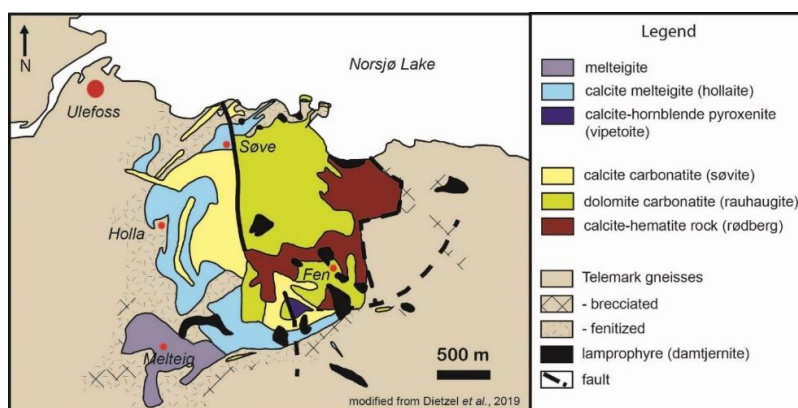 N
Ulefoss
Norsjø Lake
Søve
Holla
Fen
Melteig
500 m
modified from Dietzel et al., 2019
Legend
melteigite
calcite melteigite (hollaite)
calcite-hornblende pyroxenite
(vipetoite)
calcite carbonatite (søvite)
dolomite carbonatite (rauhaugite)
calcite-hematite rock (rødberg)
Telemark gneisses
- brecciated
- fenitized
lamprophyre (damtjernite)
fault